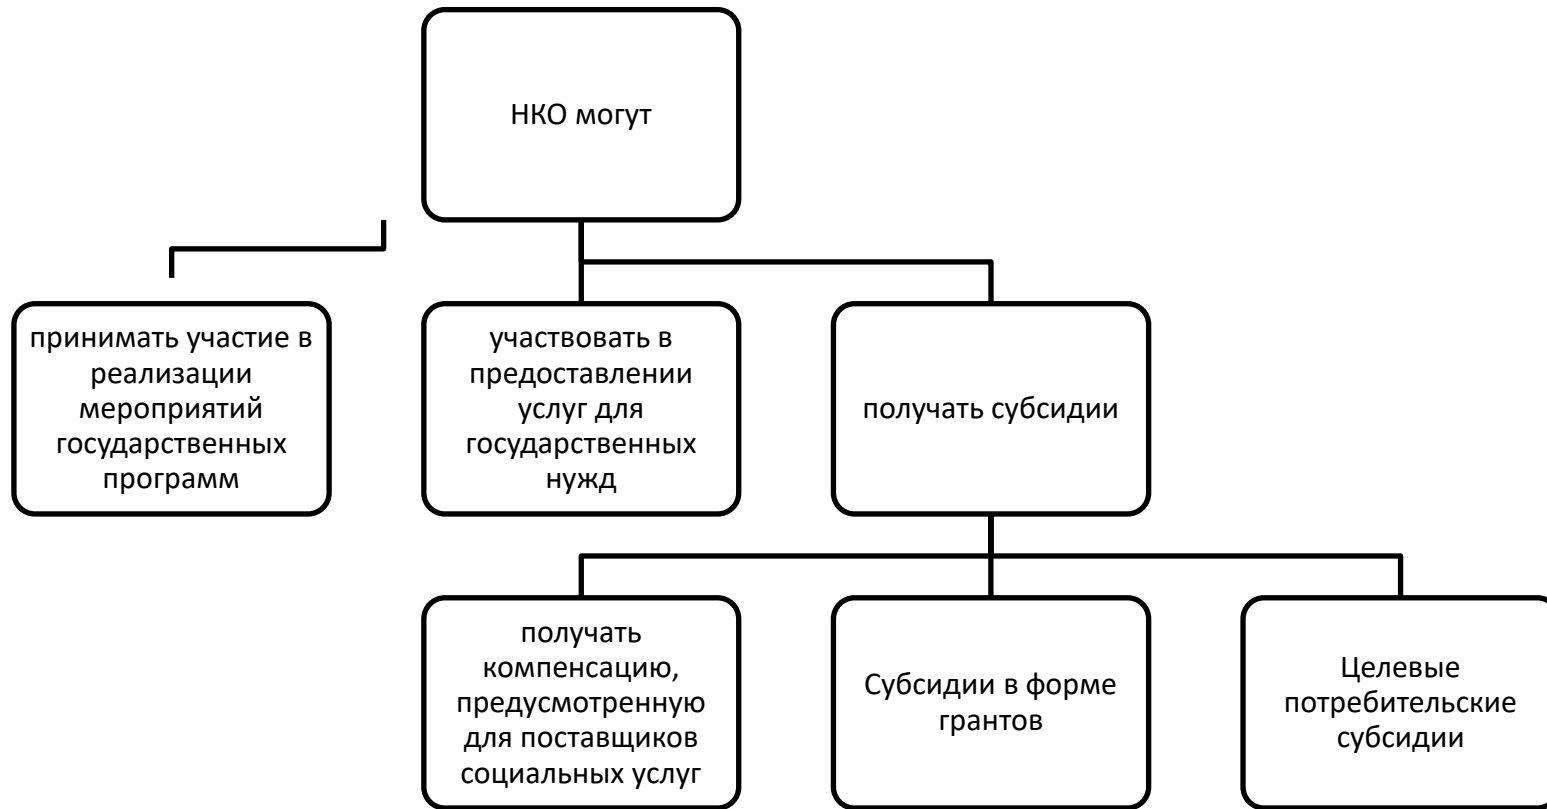 НКО могут
принимать участие в
реализации
мероприятий
государственных
программ
участвовать в
предоставлении
услуг для
государственных
нужд
получать субсидии
получать
компенсацию,
предусмотренную
для поставщиков
социальных услуг
Субсидии в форме
грантов
Целевые
потребительские
субсидии